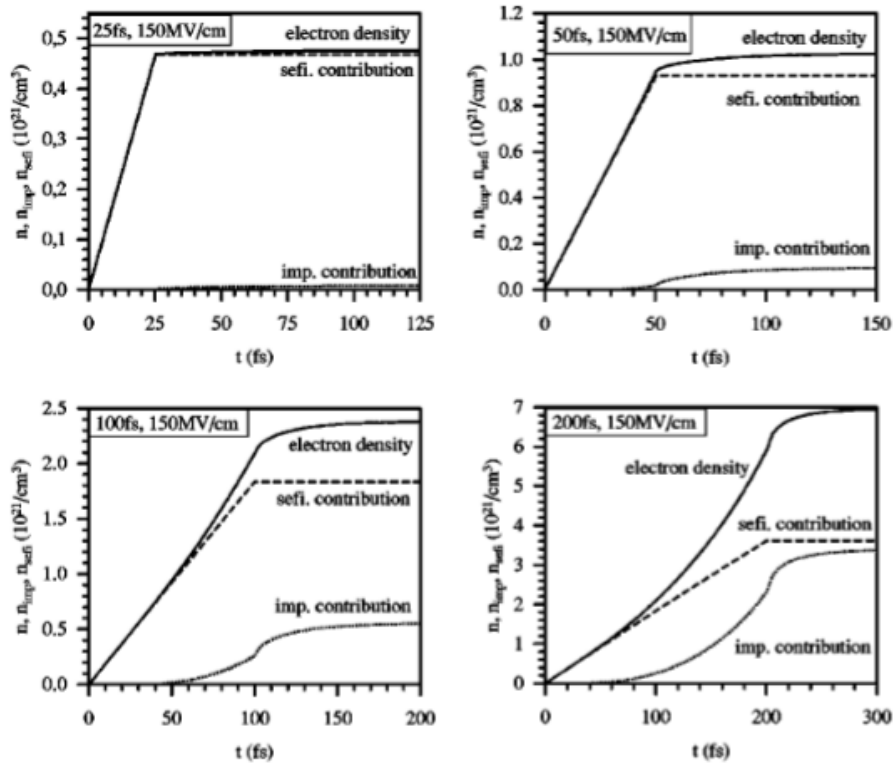 25fs, 150MV/cm
electron density
sefi. contribution
imp. contribution
n, n_imp, n_sefi (10^21/cm^3)
0,5
0,4
0,3
0,2
0,1
0,0
0 25 50 75 100 125
t (fs)
50fs, 150MV/cm
electron density
sefi. contribution
imp. contribution
n, n_imp, n_sefi (10^21/cm^3)
1.2
1.0
0.8
0.6
0.4
0.2
0.0
0 50 100 150
t (fs)
100fs, 150MV/cm
electron density
sefi. contribution
imp. contribution
n, n_imp, n_sefi (10^21/cm^3)
2.5
2.0
1.5
1.0
0.5
0.0
0 50 100 150 200
t (fs)
200fs, 150MV/cm
electron density
sefi. contribution
imp. contribution
n, n_imp, n_sefi (10^21/cm^3)
7
6
5
4
3
2
1
0
0 100 200 300
t (fs)